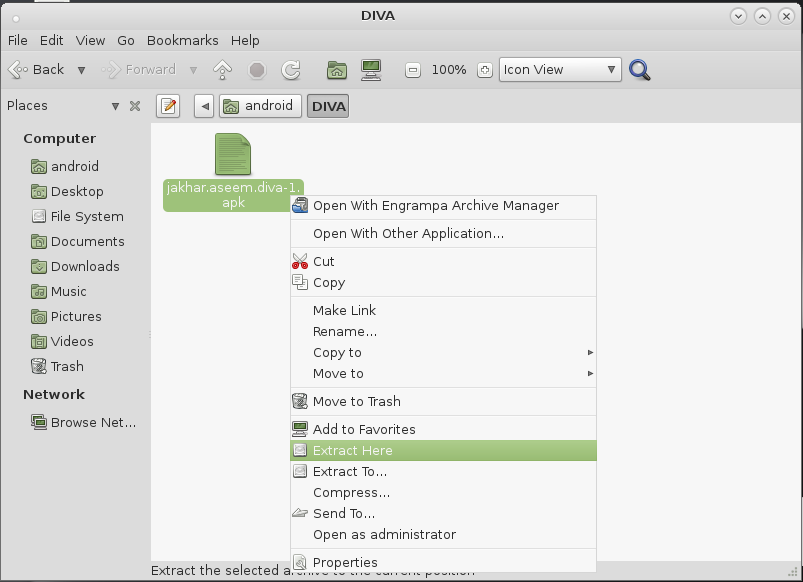 DIVA
File Edit View Go Bookmarks Help
Back Forward 100% Icon View
Places
android DIVA
Computer
android
Desktop
File System
Documents
Downloads
Music
Pictures
Videos
Trash
Network
Browse Net...
jakhar.aseem.diva-1.
apk
Open With Engrampa Archive Manager
Open With Other Application...
Cut
Copy
Make Link
Rename...
Copy to
Move to
Move to Trash
Add to Favorites
Extract Here
Extract To...
Compress...
Send To...
Open as administrator
Properties
Extract the selected archive to the current position